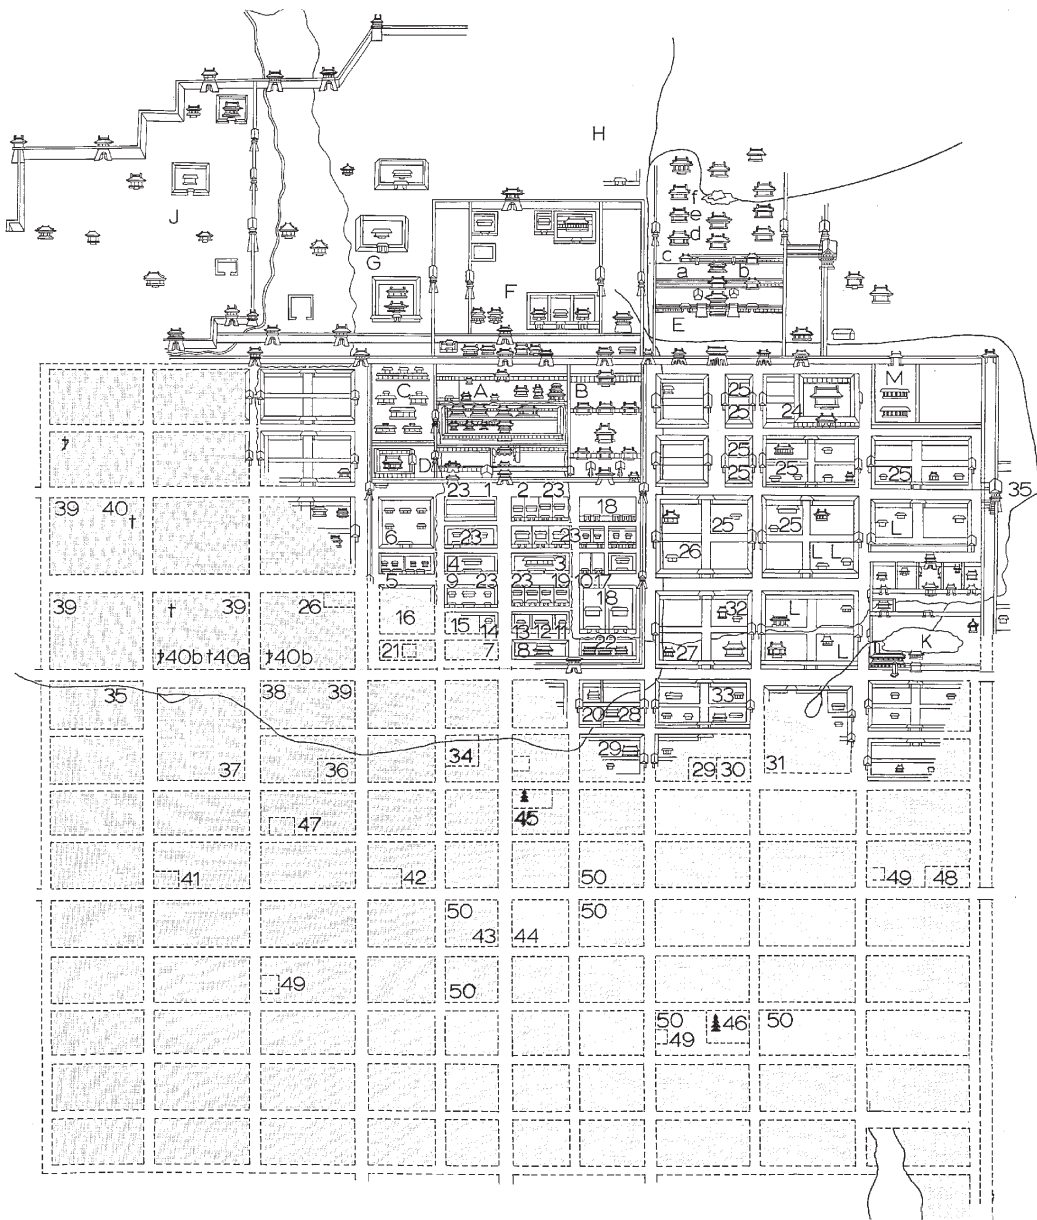 H
J
G
F
f
e
d
c
a b
E
C A B
D
M
25
25 24
25
25 25 25
23 1 2 23 18
39 40 6 23 23 25 25 L 35
26 L L
4 3
5 9 23 23 19 10 17
39 39 26 16 18 32 L
15 14 13 12 11
40b 40a 40b 21 7 8 22 27 L K
35 38 39 20 28 33
37 36 34 29 29 30 31
45
47
41 42 50 49 48
50 50
43 44
49 50
50 46 50
49